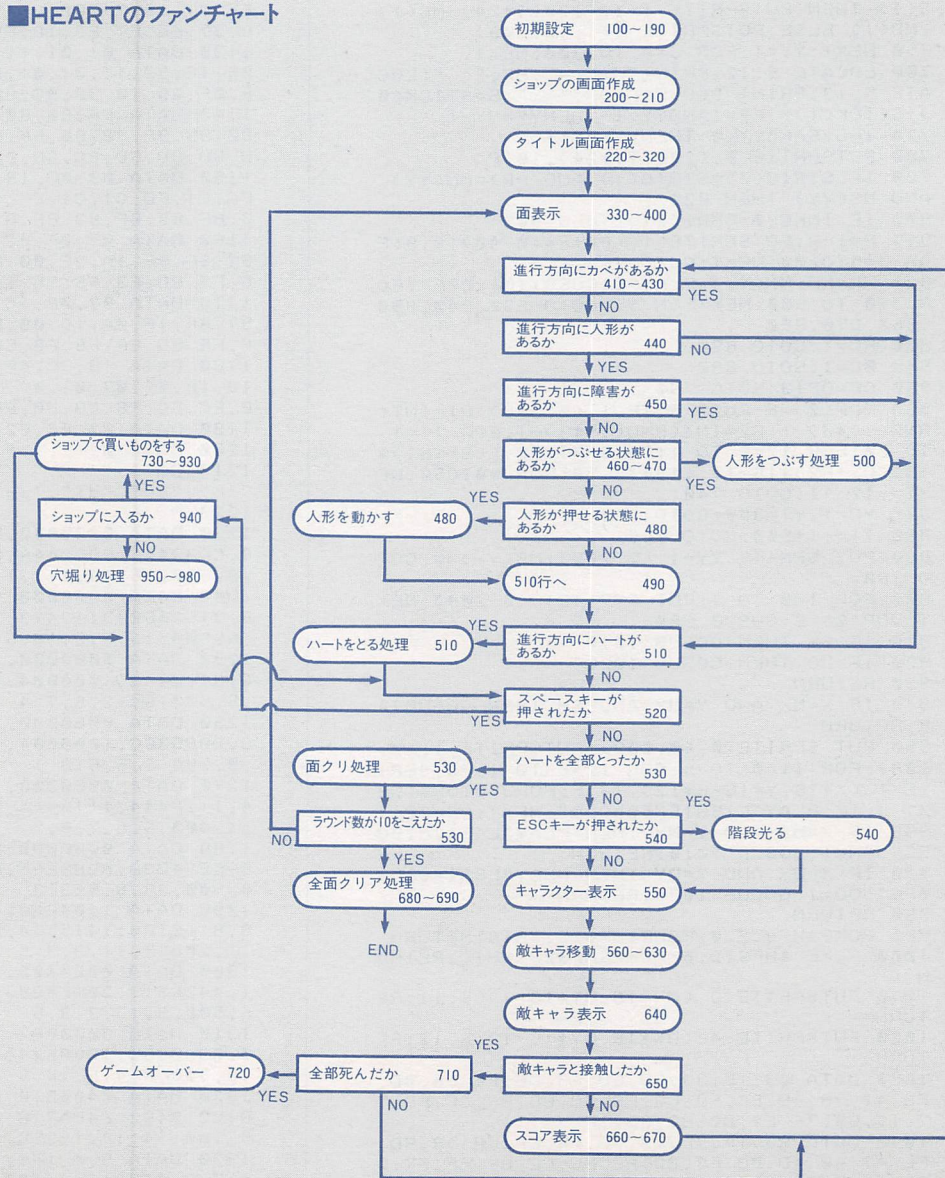 ■HEARTのファンチャート
初期設定 100~190
ショップの画面作成
200~210
タイトル画面作成
220~320
面表示 330~400
進行方向にカベがあるか
410~430
YES
NO
進行方向に人形が
あるか 440
NO
YES
進行方向に障害が
あるか 450
YES
NO
ショップで買いものをする
730~930
人形がつぶせる状態に
あるか 460~470
人形をつぶす処理 500
YES
YES
NO
ショップに入るか 940
人形を動かす 480
YES
人形が押せる状態に
あるか 480
NO
NO
穴堀り処理 950~980
510行へ 490
ハートをとる処理 510
YES
進行方向にハートが
あるか 510
NO
スペースキーが
押されたか 520
YES
NO
面クリ処理 530
ハートを全部とったか
530
YES
NO
YES
ラウンド数が10をこえたか
530
NO
ESCキーが押されたか
540
階段光る 540
YES
NO
全面クリア処理
680~690
キャラクター表示 550
END
敵キャラ移動 560~630
敵キャラ表示 640
ゲームオーバー 720
全部死んだか 710
YES
敵キャラと接触したか
650
YES
NO
NO
スコア表示 660~670